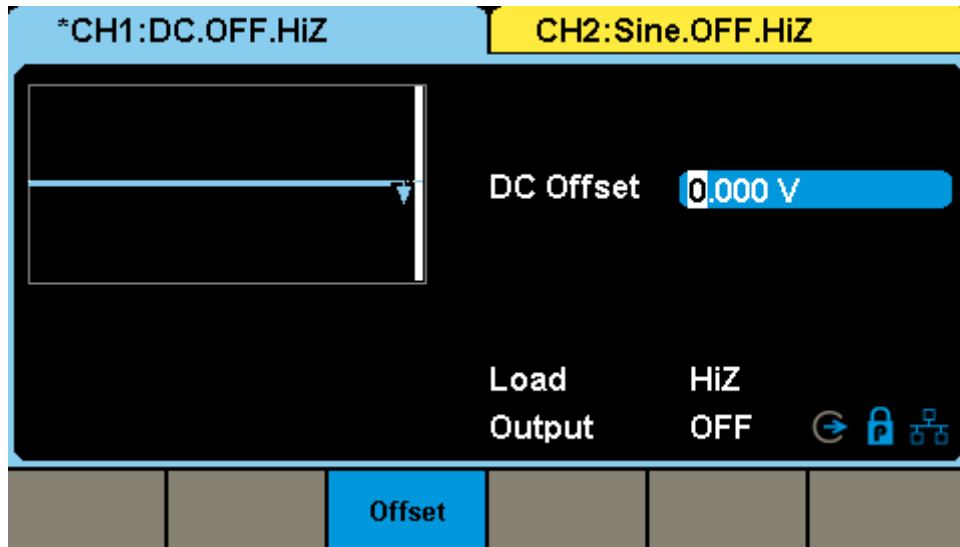 *CH1:DC.OFF.HiZ
CH2:Sine.OFF.HiZ
DC Offset 0.000 V
Load HiZ
Output OFF
P
Offset